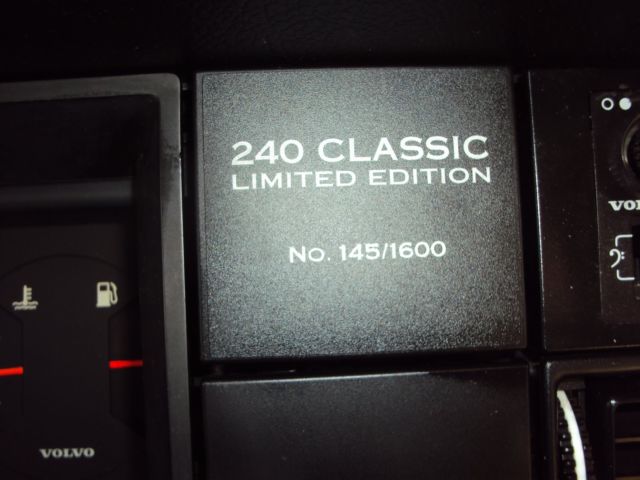 240 CLASSIC
LIMITED EDITION
No. 145/1600
VOLVO